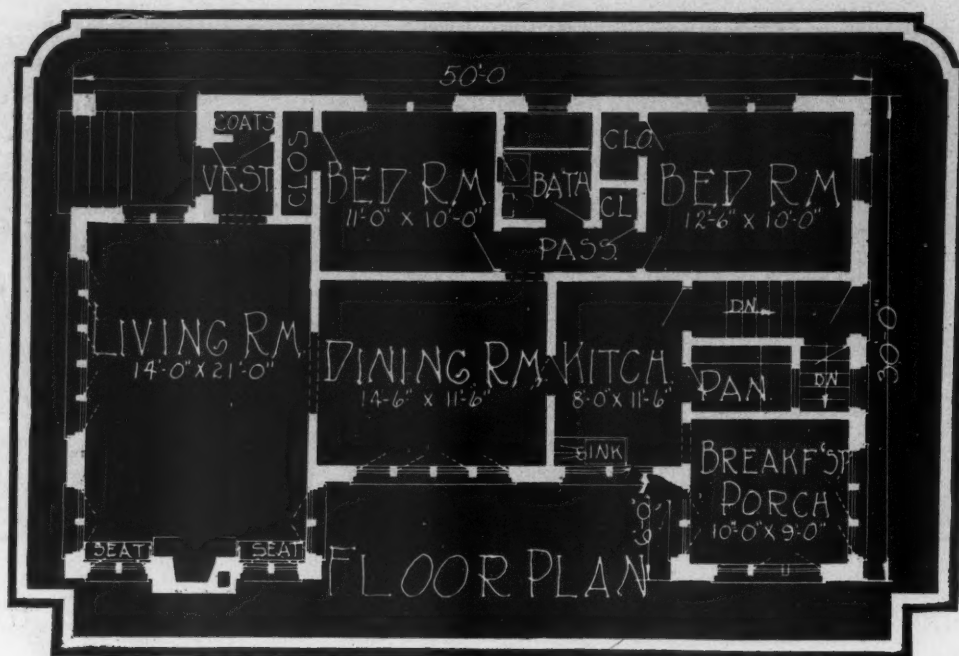 50'-0
COATS
VEST.
CLOS
BED RM
11'-0" X 10'-0"
BATH
CLO.
CL
BED RM
12'-6" X 10'-0"
PASS.
LIVING RM
14'-0" X 21'-0"
DINING RM
14'-6" X 11'-6"
KITCH
8'-0" X 11'-6"
SINK
DN
PAN.
DN
30'-0"
BREAKF'ST
PORCH
10'-0" X 9'-0"
6'-0"
SEAT
SEAT
FLOOR PLAN